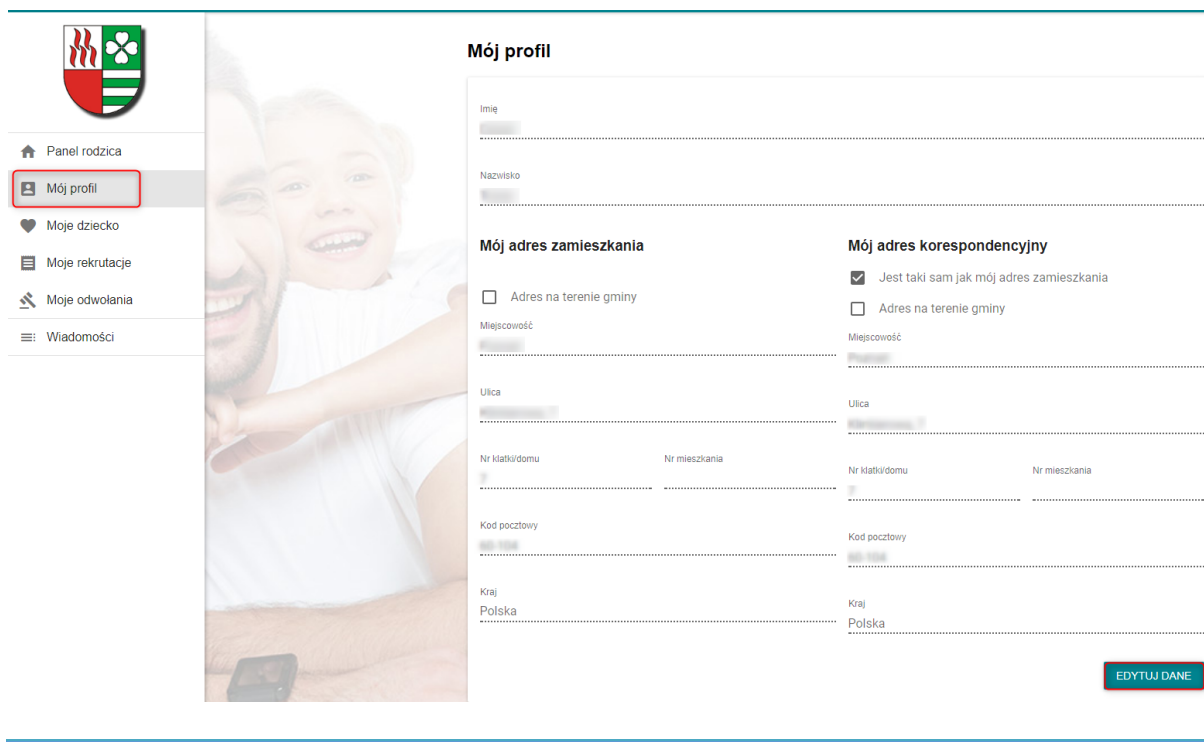 Mój profil
Panel rodzica
Mój profil
Moje dziecko
Moje rekrutacje
Moje odwołania
Wiadomości
Imię
Nazwisko
Mój adres zamieszkania
Adres na terenie gminy
Miejscowość
Ulica
Nr klatki/domu
Nr mieszkania
Kod pocztowy
Kraj
Polska
Mój adres korespondencyjny
Jest taki sam jak mój adres zamieszkania
Adres na terenie gminy
Miejscowość
Ulica
Nr klatki/domu
Nr mieszkania
Kod pocztowy
Kraj
Polska
EDYTUJ DANE